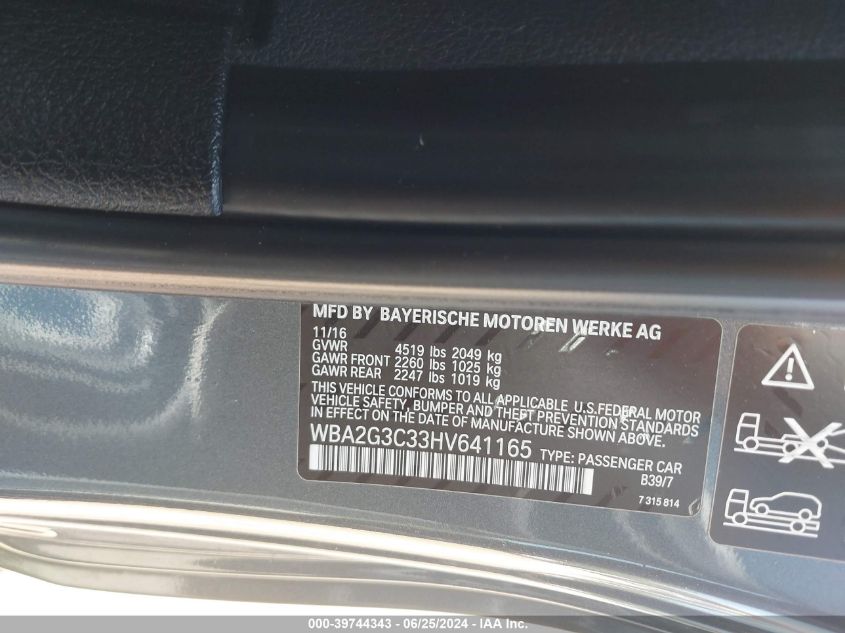 MFD BY BAYERISCHE MOTOREN WERKE AG
11/16
GVWR 4519 lbs 2049 kg
GAWR FRONT 2260 lbs 1025 kg
GAWR REAR 2247 lbs 1019 kg
THIS VEHICLE CONFORMS TO ALL APPLICABLE U.S.FEDERAL MOTOR
VEHICLE SAFETY, BUMPER AND THEFT PREVENTION STANDARDS
IN EFFECT ON THE DATE OF MANUFACTURE SHOWN ABOVE.
WBA2G3C33HV641165 TYPE: PASSENGER CAR
B39/7
7 315 814
000-39744343 - 06/25/2024 - IAA Inc.